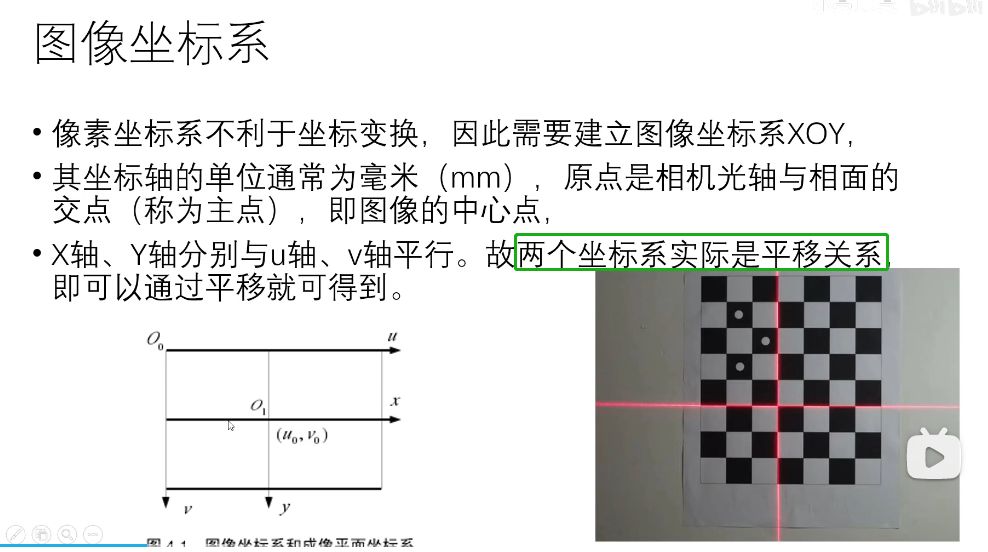 图像坐标系
• 像素坐标系不利于坐标变换，因此需要建立图像坐标系XOY，
• 其坐标轴的单位通常为毫米（mm），原点是相机光轴与相面的
交点（称为主点），即图像的中心点，
• X轴、Y轴分别与u轴、v轴平行。故两个坐标系实际是平移关系，
即可以通过平移就可得到。
O₀ u
O₁ x
(u₀, v₀)
v y
图 4.1 图像坐标系和成像平面坐标系